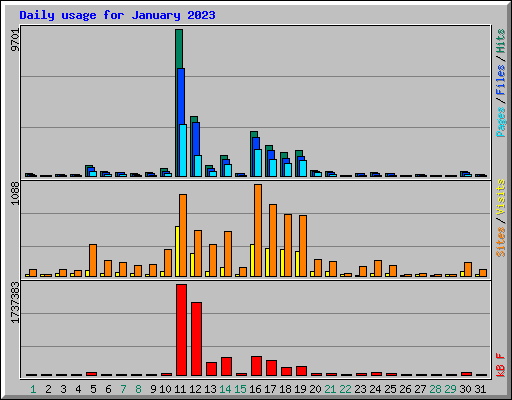 Daily usage for January 2023
9701
Pages / Files / Hits
1088
Sites / Visits
1737383
kB F
1 2 3 4 5 6 7 8 9 10 11 12 13 14 15 16 17 18 19 20 21 22 23 24 25 26 27 28 29 30 31